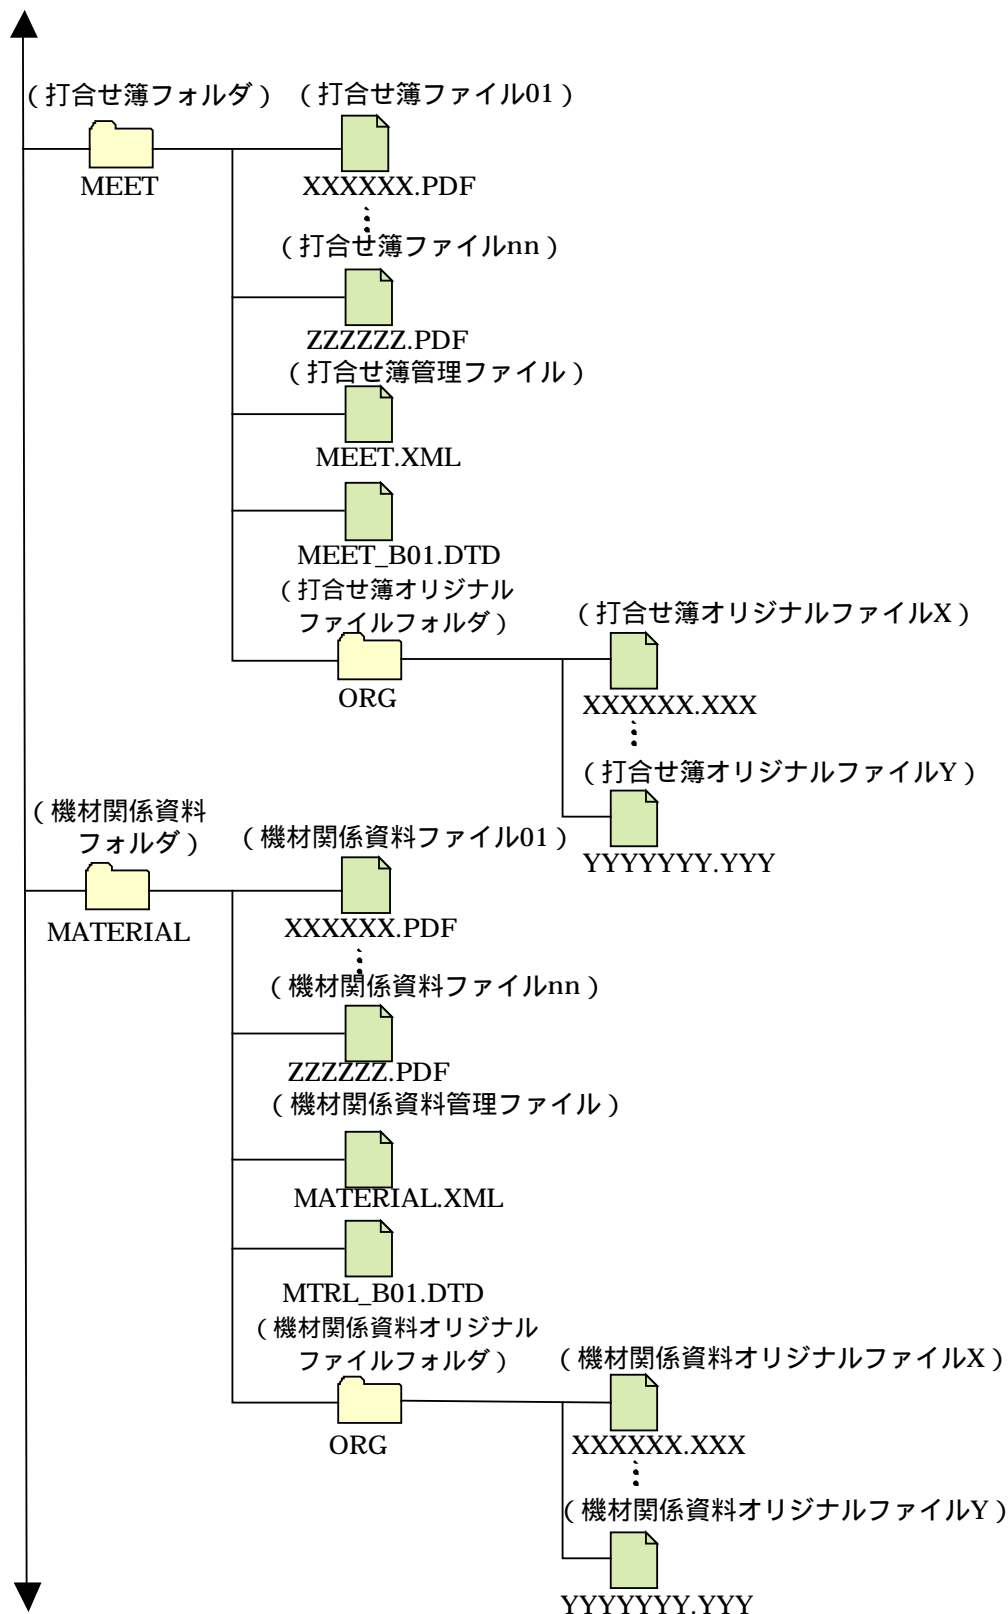 （打合せ簿フォルダ） （打合せ簿ファイル01）
MEET
XXXXXX.PDF
（打合せ簿ファイルnn）
ZZZZZZ.PDF
（打合せ簿管理ファイル）
MEET.XML
MEET_B01.DTD
（打合せ簿オリジナル
ファイルフォルダ）
ORG
（打合せ簿オリジナルファイルX）
XXXXXX.XXX
（打合せ簿オリジナルファイルY）
YYYYYYY.YYY
（機材関係資料
フォルダ）
MATERIAL
（機材関係資料ファイル01）
XXXXXX.PDF
（機材関係資料ファイルnn）
ZZZZZZ.PDF
（機材関係資料管理ファイル）
MATERIAL.XML
MTRL_B01.DTD
（機材関係資料オリジナル
ファイルフォルダ）
ORG
（機材関係資料オリジナルファイルX）
XXXXXX.XXX
（機材関係資料オリジナルファイルY）
YYYYYYY.YYY